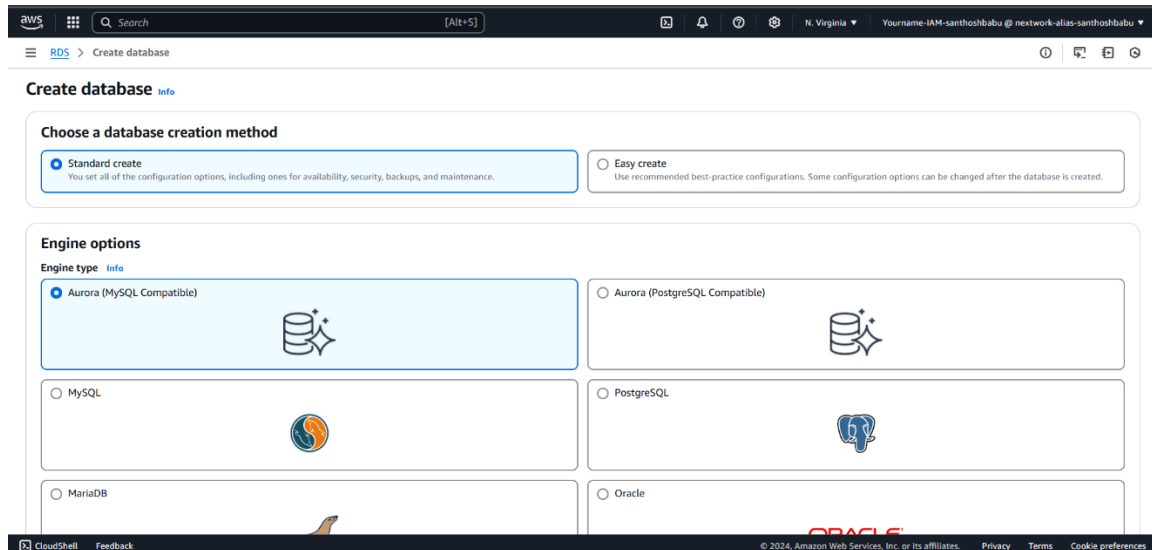 aws
Search [Alt+S] N. Virginia ▼ Yourname-IAM-santhoshbabu @ nextwork-alias-santhoshbabu ▼
RDS > Create database
Create database Info
Choose a database creation method
Standard create
You set all of the configuration options, including ones for availability, security, backups, and maintenance.
Easy create
Use recommended best-practice configurations. Some configuration options can be changed after the database is created.
Engine options
Engine type Info
Aurora (MySQL Compatible)
Aurora (PostgreSQL Compatible)
MySQL
PostgreSQL
MariaDB
Oracle
ORACLE
CloudShell Feedback © 2024, Amazon Web Services, Inc. or its affiliates. Privacy Terms Cookie preferences